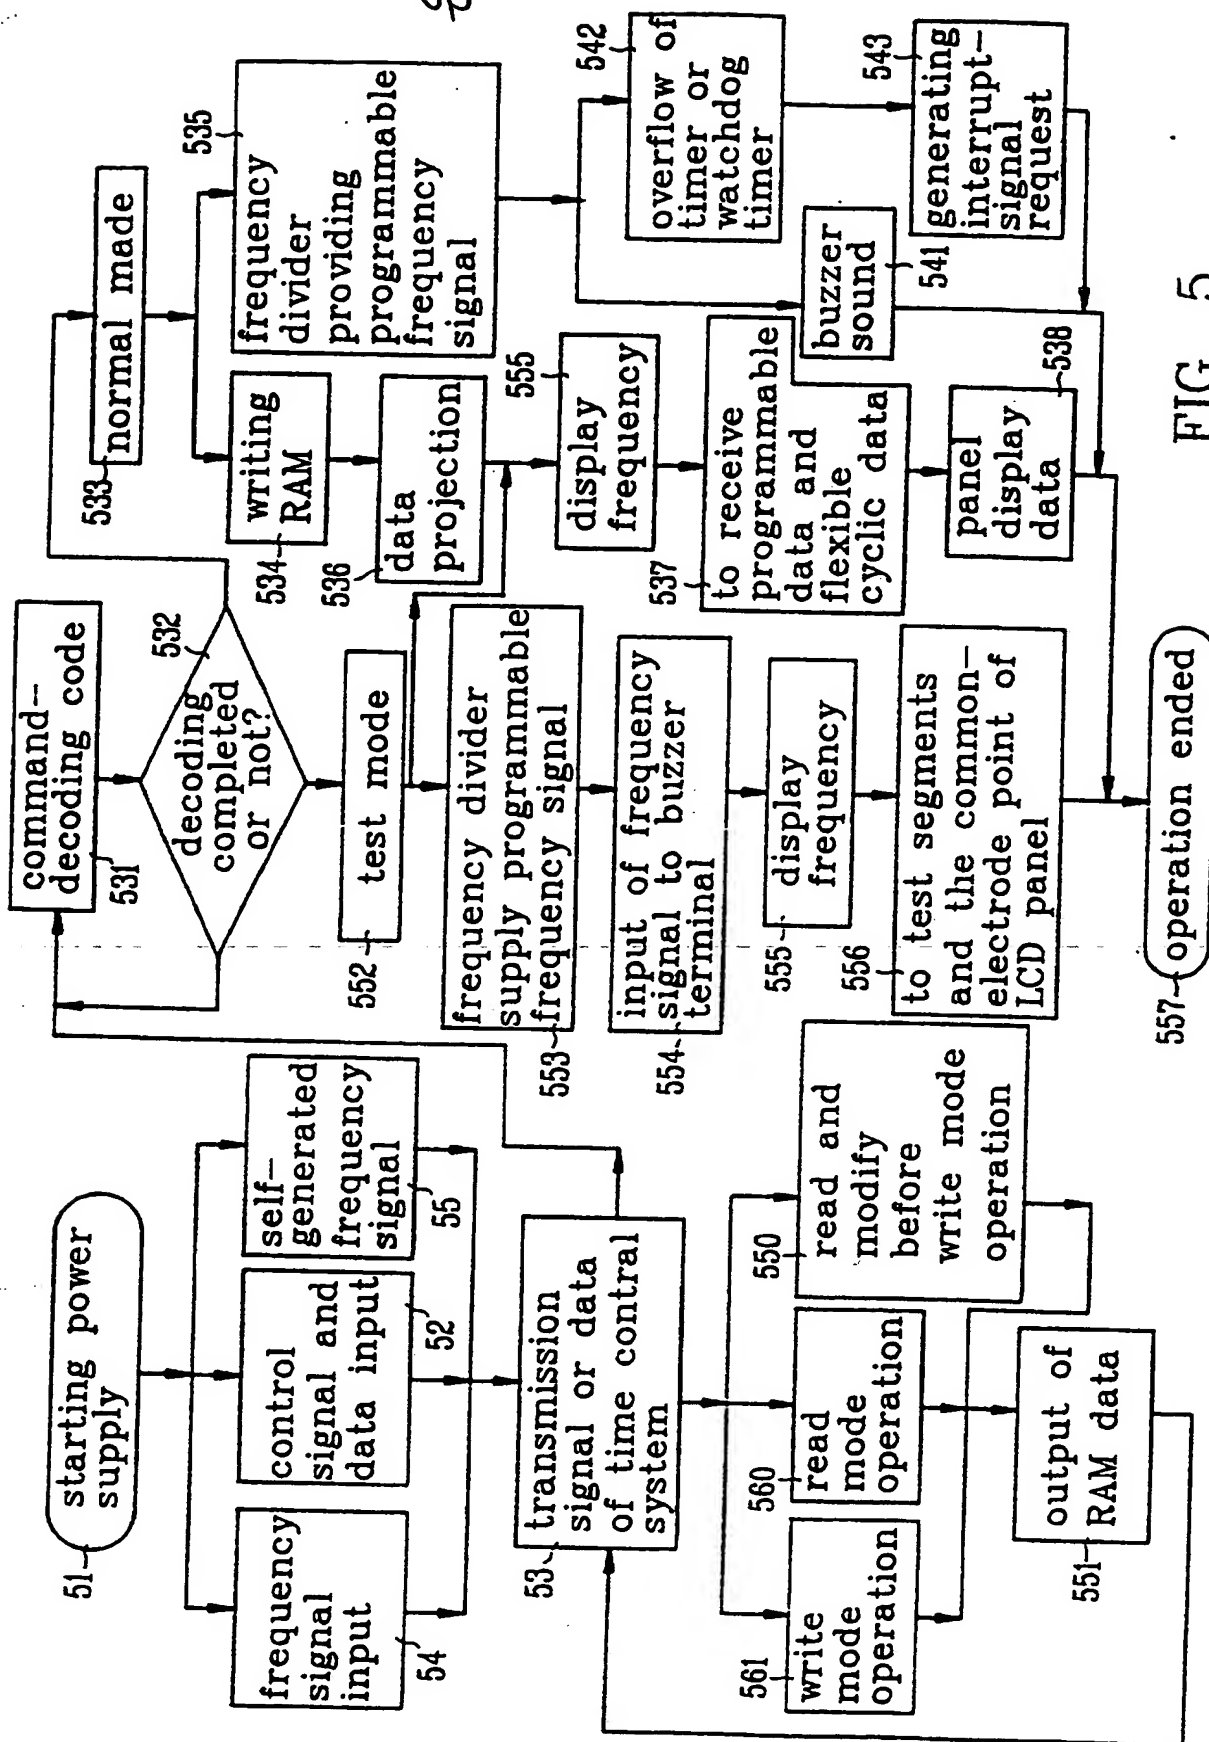 51
starting power
supply
frequency
signal
input
54
control
signal and
data input
52
self-
generated
frequency
signal
55
53
transmission
signal or data
of time contral
system
561
write
mode
operation
560
read
mode
operation
550
read and
modify
before
write mode
operation
551
output of
RAM data
command-
decoding code
531
532
decoding
completed
or not?
552
test mode
553
frequency divider
supply programmable
frequency signal
554
input of frequency
signal to buzzer
terminal
555
display
frequency
556
to test segments
and the common-
electrode point of
LCD panel
557
operation ended
533
normal made
534
writing
RAM
535
frequency
divider
providing
programmable
frequency
signal
536
data
projection
555
display
frequency
537
to receive
programmable
data and
flexible
cyclic data
538
panel
display
data
buzzer
sound
541
542
overflow of
timer or
watchdog
timer
543
generating
interrupt-
signal
request
FIG. 5